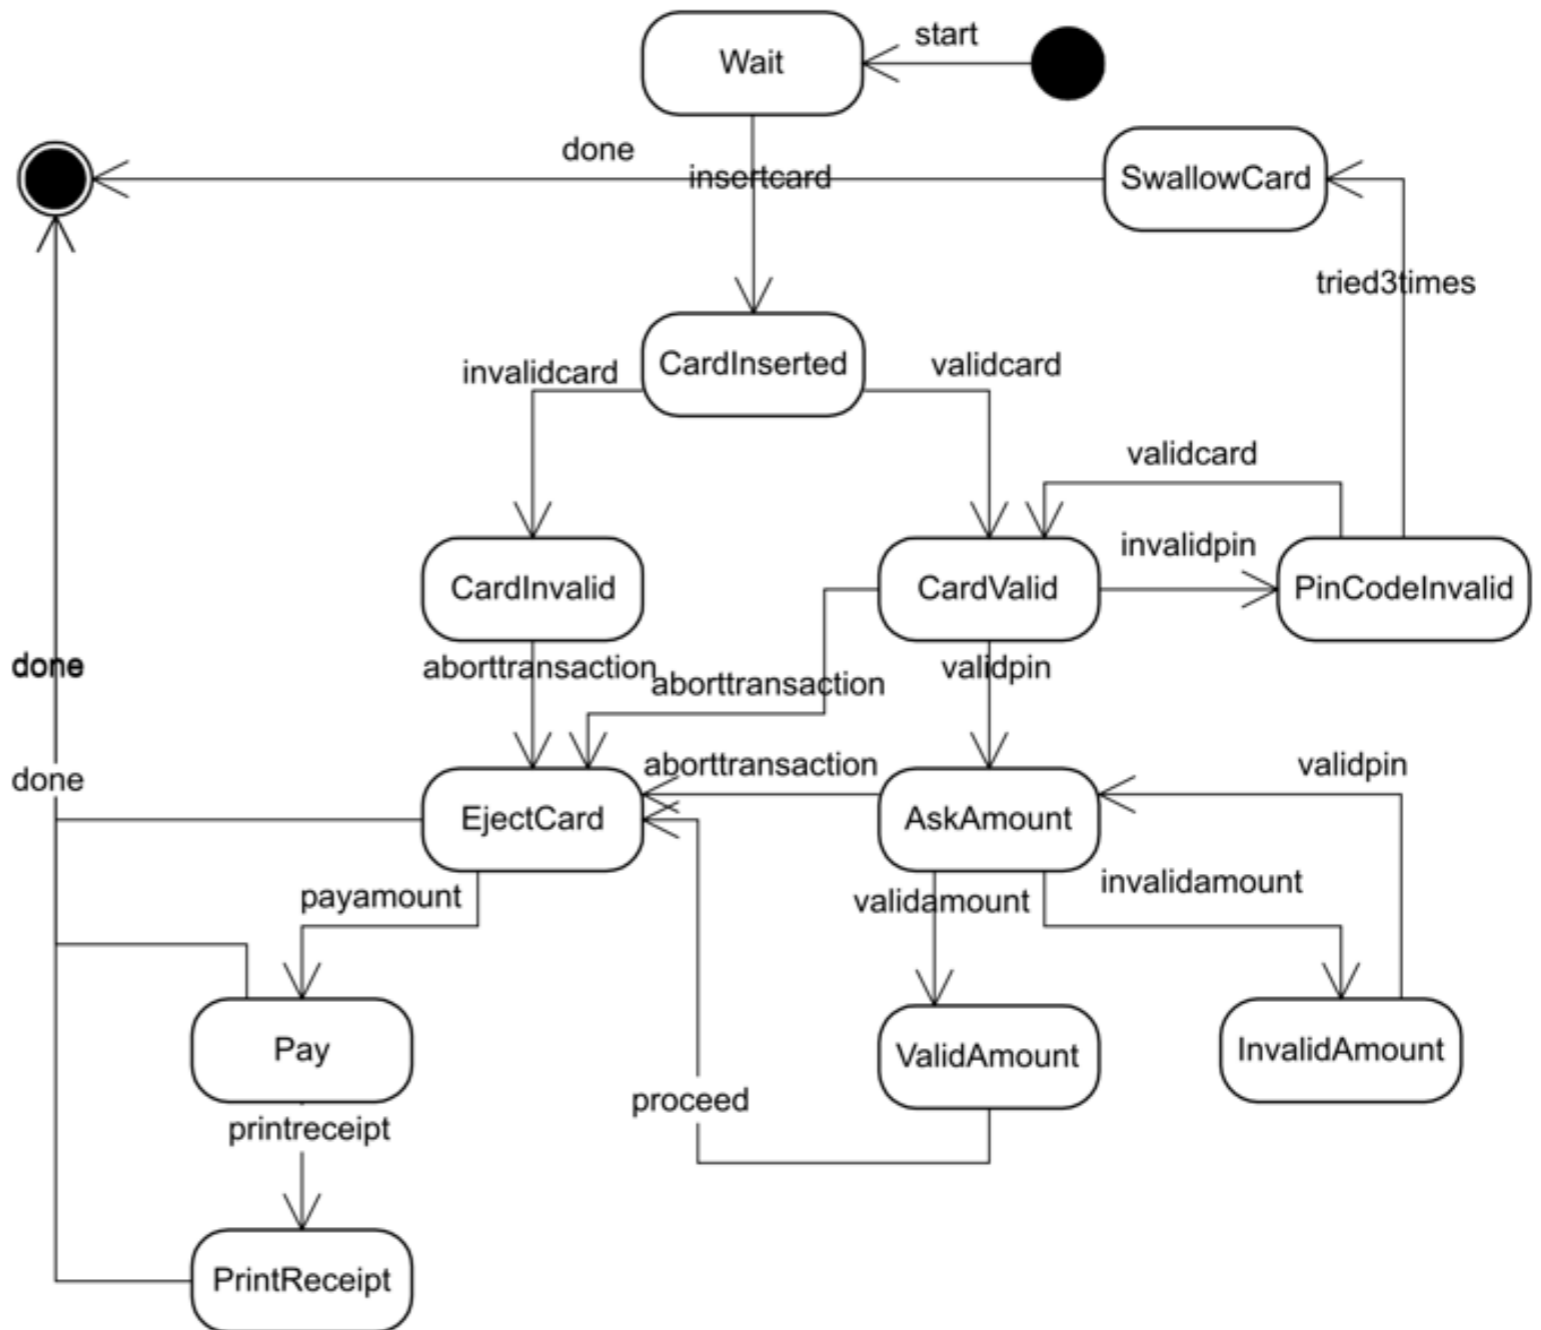 start
Wait
done
insertcard
SwallowCard
tried3times
CardInserted
invalidcard
validcard
validcard
invalidpin
CardInvalid
CardValid
PinCodeInvalid
done
aborttransaction
aborttransaction
validpin
aborttransaction
validpin
done
EjectCard
AskAmount
payamount
validamount
invalidamount
Pay
ValidAmount
InvalidAmount
proceed
printreceipt
PrintReceipt